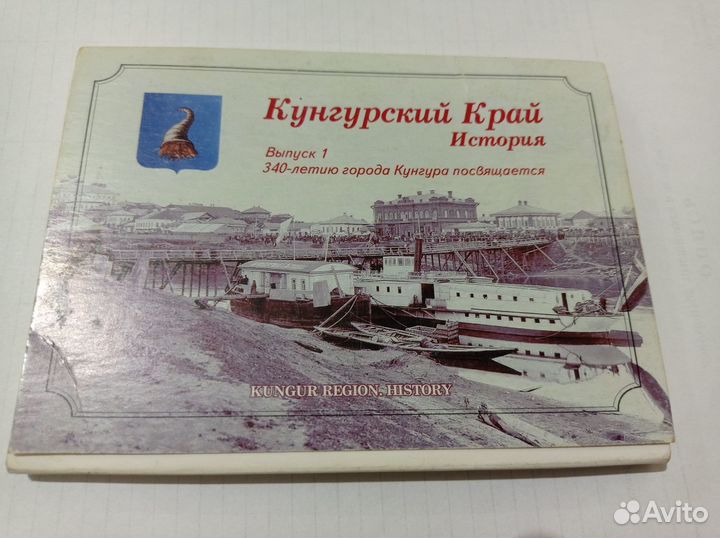 Кунгурский Край
История
Выпуск 1
340-летию города Кунгура посвящается
KUNGUR REGION. HISTORY
Avito